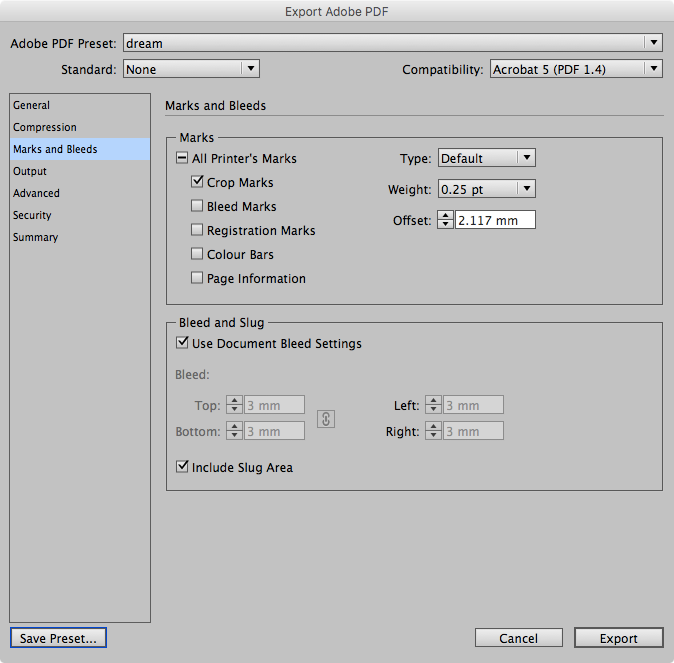 Export Adobe PDF
Adobe PDF Preset: dream
Standard: None Compatibility: Acrobat 5 (PDF 1.4)
General
Compression
Marks and Bleeds
Output
Advanced
Security
Summary
Marks and Bleeds
Marks
All Printer's Marks Type: Default
Crop Marks Weight: 0.25 pt
Bleed Marks Offset: 2.117 mm
Registration Marks
Colour Bars
Page Information
Bleed and Slug
Use Document Bleed Settings
Bleed:
Top: 3 mm Left: 3 mm
Bottom: 3 mm Right: 3 mm
Include Slug Area
Save Preset... Cancel Export